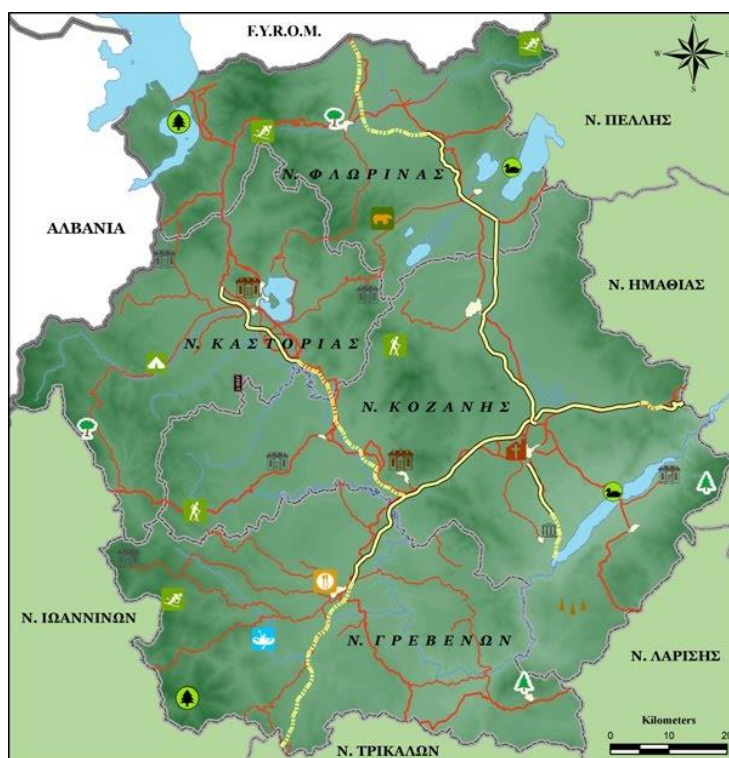 F.Y.R.O.M.
N
W
E
S
Ν. ΠΕΛΛΗΣ
Ν. ΦΛΩΡΙΝΑΣ
ΑΛΒΑΝΙΑ
Ν. ΗΜΑΘΙΑΣ
Ν. ΚΑΣΤΟΡΙΑΣ
Ν. ΚΟΖΑΝΗΣ
Ν. ΙΩΑΝΝΙΝΩΝ
Ν. ΓΡΕΒΕΝΩΝ
Ν. ΛΑΡΙΣΗΣ
Kilometers
0 10 20
Ν. ΤΡΙΚΑΛΩΝ